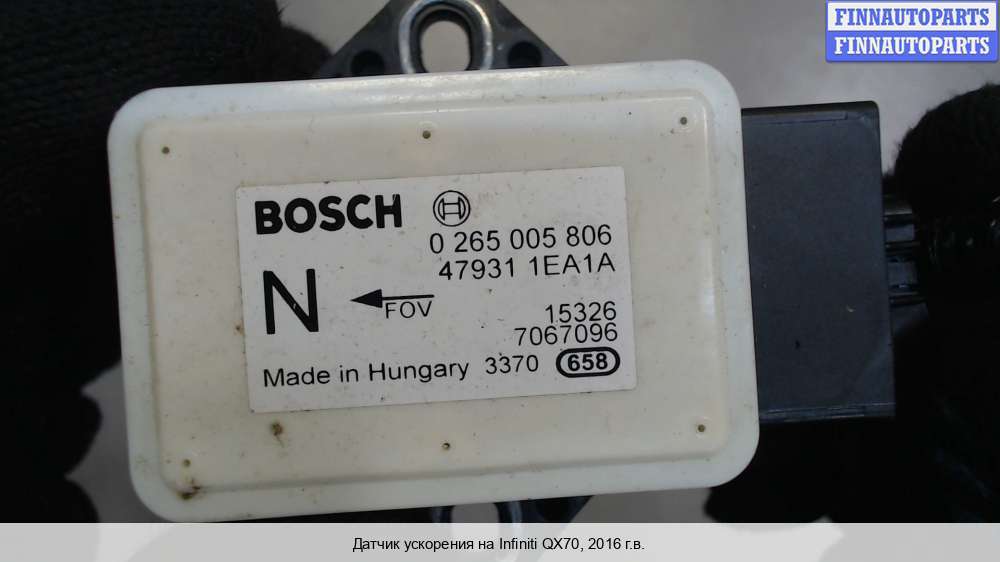 FINNAUTOPARTS
FINNAUTOPARTS
BOSCH
0 265 005 806
47931 1EA1A
N
FOV
15326
7067096
Made in Hungary 3370 658
Датчик ускорения на Infiniti QX70, 2016 г.в.